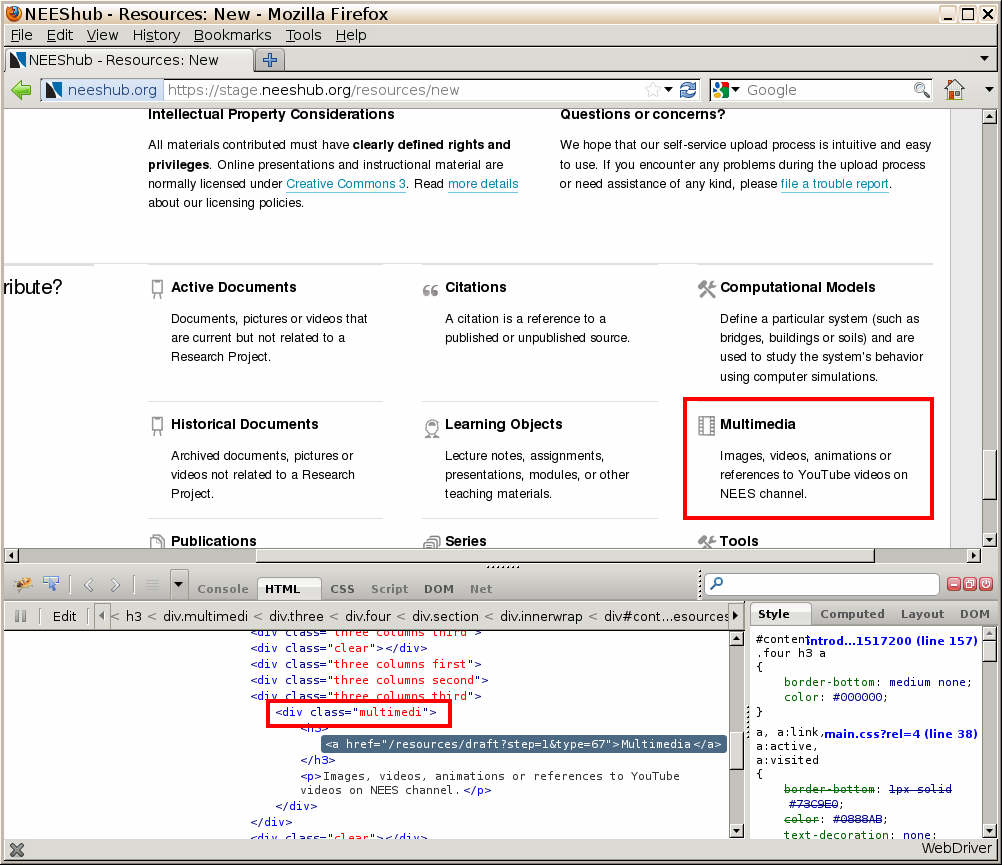 NEEShub - Resources: New - Mozilla Firefox
File Edit View History Bookmarks Tools Help
NEEShub - Resources: New
neeshub.org https://stage.neeshub.org/resources/new Google
Intellectual Property Considerations
All materials contributed must have clearly defined rights and
privileges. Online presentations and instructional material are
normally licensed under Creative Commons 3. Read more details
about our licensing policies.
Questions or concerns?
We hope that our self-service upload process is intuitive and easy
to use. If you encounter any problems during the upload process
or need assistance of any kind, please file a trouble report.
ribute?
Active Documents
Documents, pictures or videos that
are current but not related to a
Research Project.
Citations
A citation is a reference to a
published or unpublished source.
Computational Models
Define a particular system (such as
bridges, buildings or soils) and are
used to study the system's behavior
using computer simulations.
Historical Documents
Archived documents, pictures or
videos not related to a Research
Project.
Learning Objects
Lecture notes, assignments,
presentations, modules, or other
teaching materials.
Multimedia
Images, videos, animations or
references to YouTube videos on
NEES channel.
Publications
Series
Tools
Console HTML CSS Script DOM Net
Edit < h3 < div.multimedi < div.three < div.four < div.section < div.innerwrap < div#cont...esources
<div class="three columns third">
<div class="clear"></div>
<div class="three columns first">
<div class="three columns second">
<div class="three columns third">
<div class="multimedi">
<h3>
<a href="/resources/draft?step=1&type=67">Multimedia</a>
</h3>
<p>Images, videos, animations or references to YouTube
videos on NEES channel.</p>
</div>
</div>
<div class="clear"></div>
Style Computed Layout DOM
#content introd...1517200 (line 157)
.four h3 a
{
border-bottom: medium none;
color: #000000;
}
a, a:link, main.css?rel=4 (line 38)
a:active,
a:visited
{
border-bottom: 1px solid
#73C9E0;
color: #0888AB;
text-decoration: none;
WebDriver